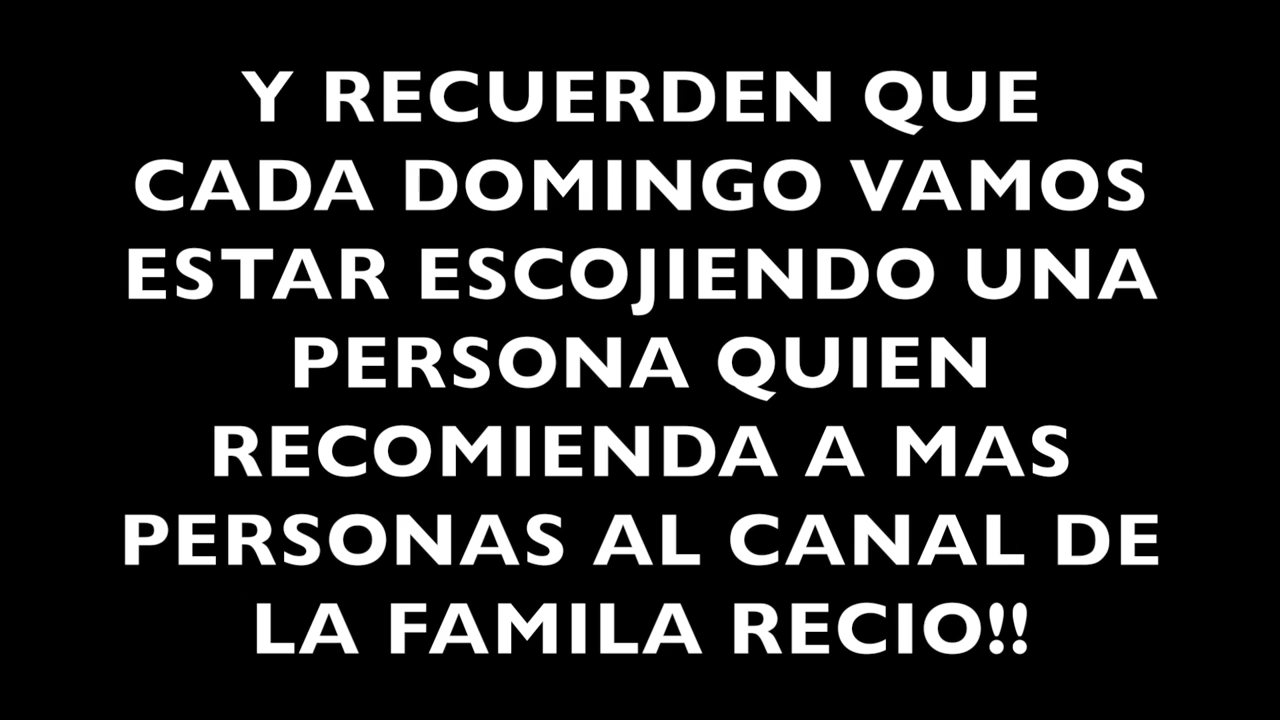 Y RECUERDEN QUE
CADA DOMINGO VAMOS
ESTAR ESCOJIENDO UNA
PERSONA QUIEN
RECOMIENDA A MAS
PERSONAS AL CANAL DE
LA FAMILA RECIO!!